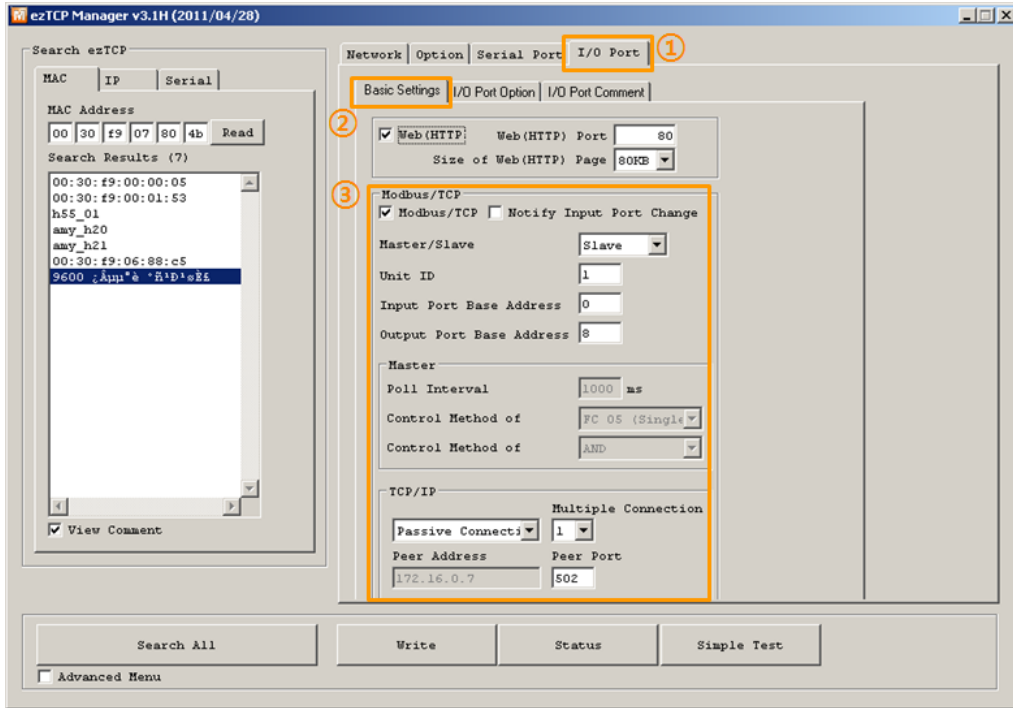 ezTCP Manager v3.1H (2011/04/28)
Search ezTCP
MAC IP Serial
MAC Address
00 30 f9 07 80 4b Read
Search Results (7)
00:30:f9:00:00:05
00:30:f9:00:01:53
h55_01
amy_h20
amy_h21
00:30:f9:06:88:c5
9600
View Comment
Network Option Serial Port I/O Port ①
Basic Settings I/O Port Option I/O Port Comment
②
Web(HTTP) Web(HTTP) Port 80
Size of Web(HTTP) Page 80KB
③
Modbus/TCP
Modbus/TCP Notify Input Port Change
Master/Slave Slave
Unit ID 1
Input Port Base Address 0
Output Port Base Address 8
Master
Poll Interval 1000 ms
Control Method of FC 05 (Single
Control Method of AND
TCP/IP
Multiple Connection
Passive Connecti 1
Peer Address Peer Port
172.16.0.7 502
Search All Write Status Simple Test
Advanced Menu